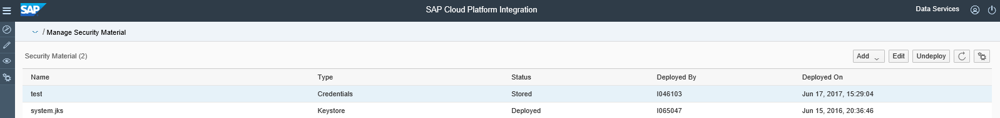 SAP SAP Cloud Platform Integration Data Services
/ Manage Security Material
Security Material (2) Add Edit Undeploy
Name Type Status Deployed By Deployed On
test Credentials Stored I046103 Jun 17, 2017, 15:29:04
system.jks Keystore Deployed I065047 Jun 15, 2016, 20:36:46